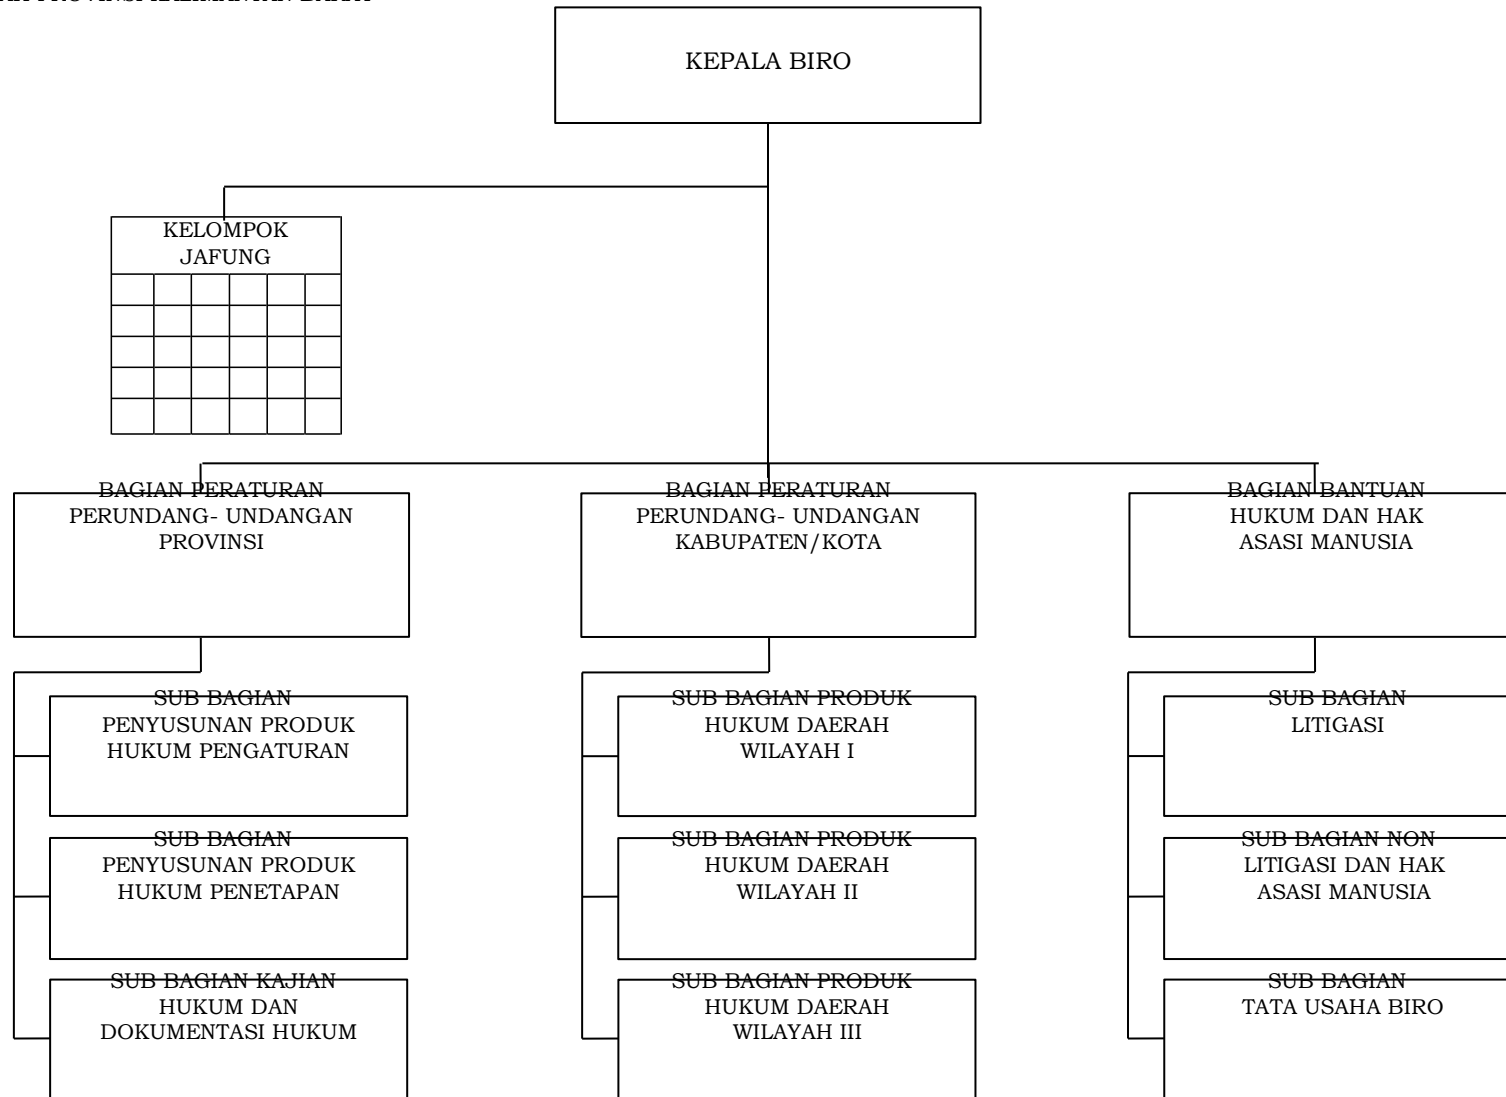 KEPALA BIRO
KELOMPOK
JAFUNG
BAGIAN PERATURAN
PERUNDANG- UNDANGAN
PROVINSI
BAGIAN PERATURAN
PERUNDANG- UNDANGAN
KABUPATEN/KOTA
BAGIAN BANTUAN
HUKUM DAN HAK
ASASI MANUSIA
SUB BAGIAN
PENYUSUNAN PRODUK
HUKUM PENGATURAN
SUB BAGIAN PRODUK
HUKUM DAERAH
WILAYAH I
SUB BAGIAN
LITIGASI
SUB BAGIAN
PENYUSUNAN PRODUK
HUKUM PENETAPAN
SUB BAGIAN PRODUK
HUKUM DAERAH
WILAYAH II
SUB BAGIAN NON
LITIGASI DAN HAK
ASASI MANUSIA
SUB BAGIAN KAJIAN
HUKUM DAN
DOKUMENTASI HUKUM
SUB BAGIAN PRODUK
HUKUM DAERAH
WILAYAH III
SUB BAGIAN
TATA USAHA BIRO